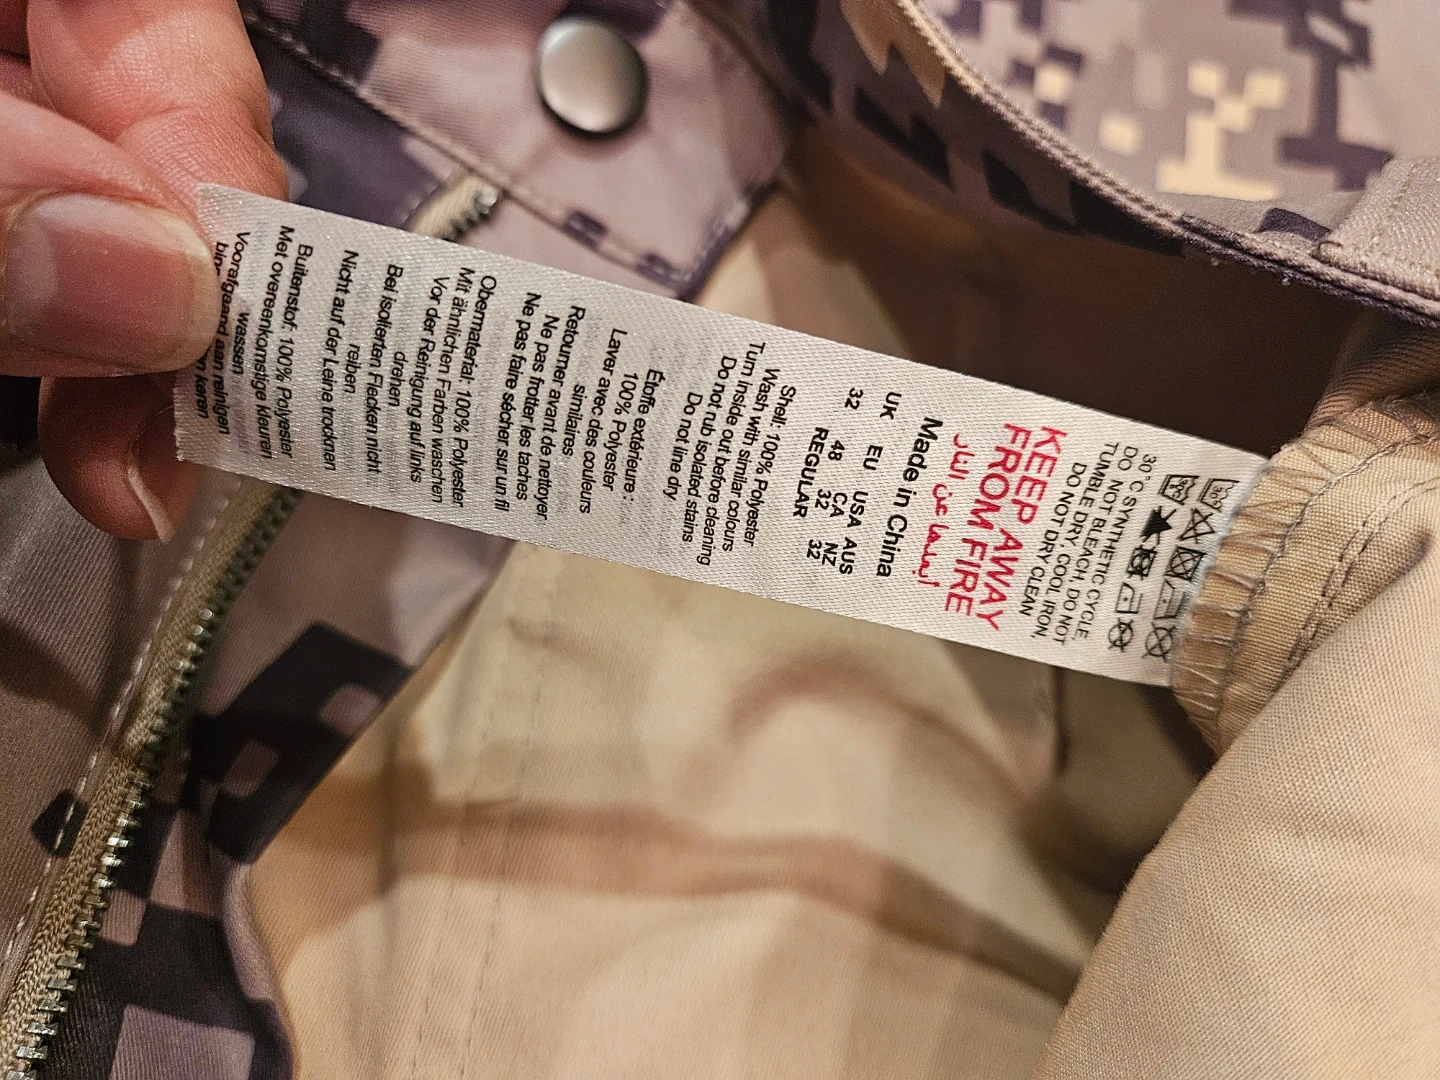 30°C SYNTHETIC CYCLE,
DO NOT BLEACH, DO NOT
TUMBLE DRY, COOL IRON,
DO NOT DRY CLEAN
KEEP AWAY
FROM FIRE
أبعدها عن النار
Made in China
UK EU USA AUS
CA NZ
32 48 32 32
REGULAR
Shell: 100% Polyester
Wash with similar colours
Turn inside out before cleaning
Do not rub isolated stains
Do not line dry
Étoffe extérieure :
100% Polyester
Laver avec des couleurs
similaires
Retourner avant de nettoyer
Ne pas frotter les taches
Ne pas faire sécher sur un fil
Obermaterial: 100% Polyester
Mit ähnlichen Farben waschen
Vor der Reinigung auf links
drehen
Bei isolierten Flecken nicht
reiben
Nicht auf der Leine trocknen
Buitenstof: 100% Polyester
Met overeenkomstige kleuren
wassen
Voorafgaand aan reinigen
keren